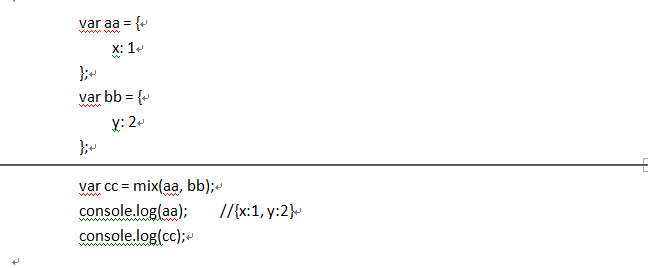 var aa = {
x: 1
};
var bb = {
y: 2
};
var cc = mix(aa, bb);
console.log(aa); //{x:1, y:2}
console.log(cc);